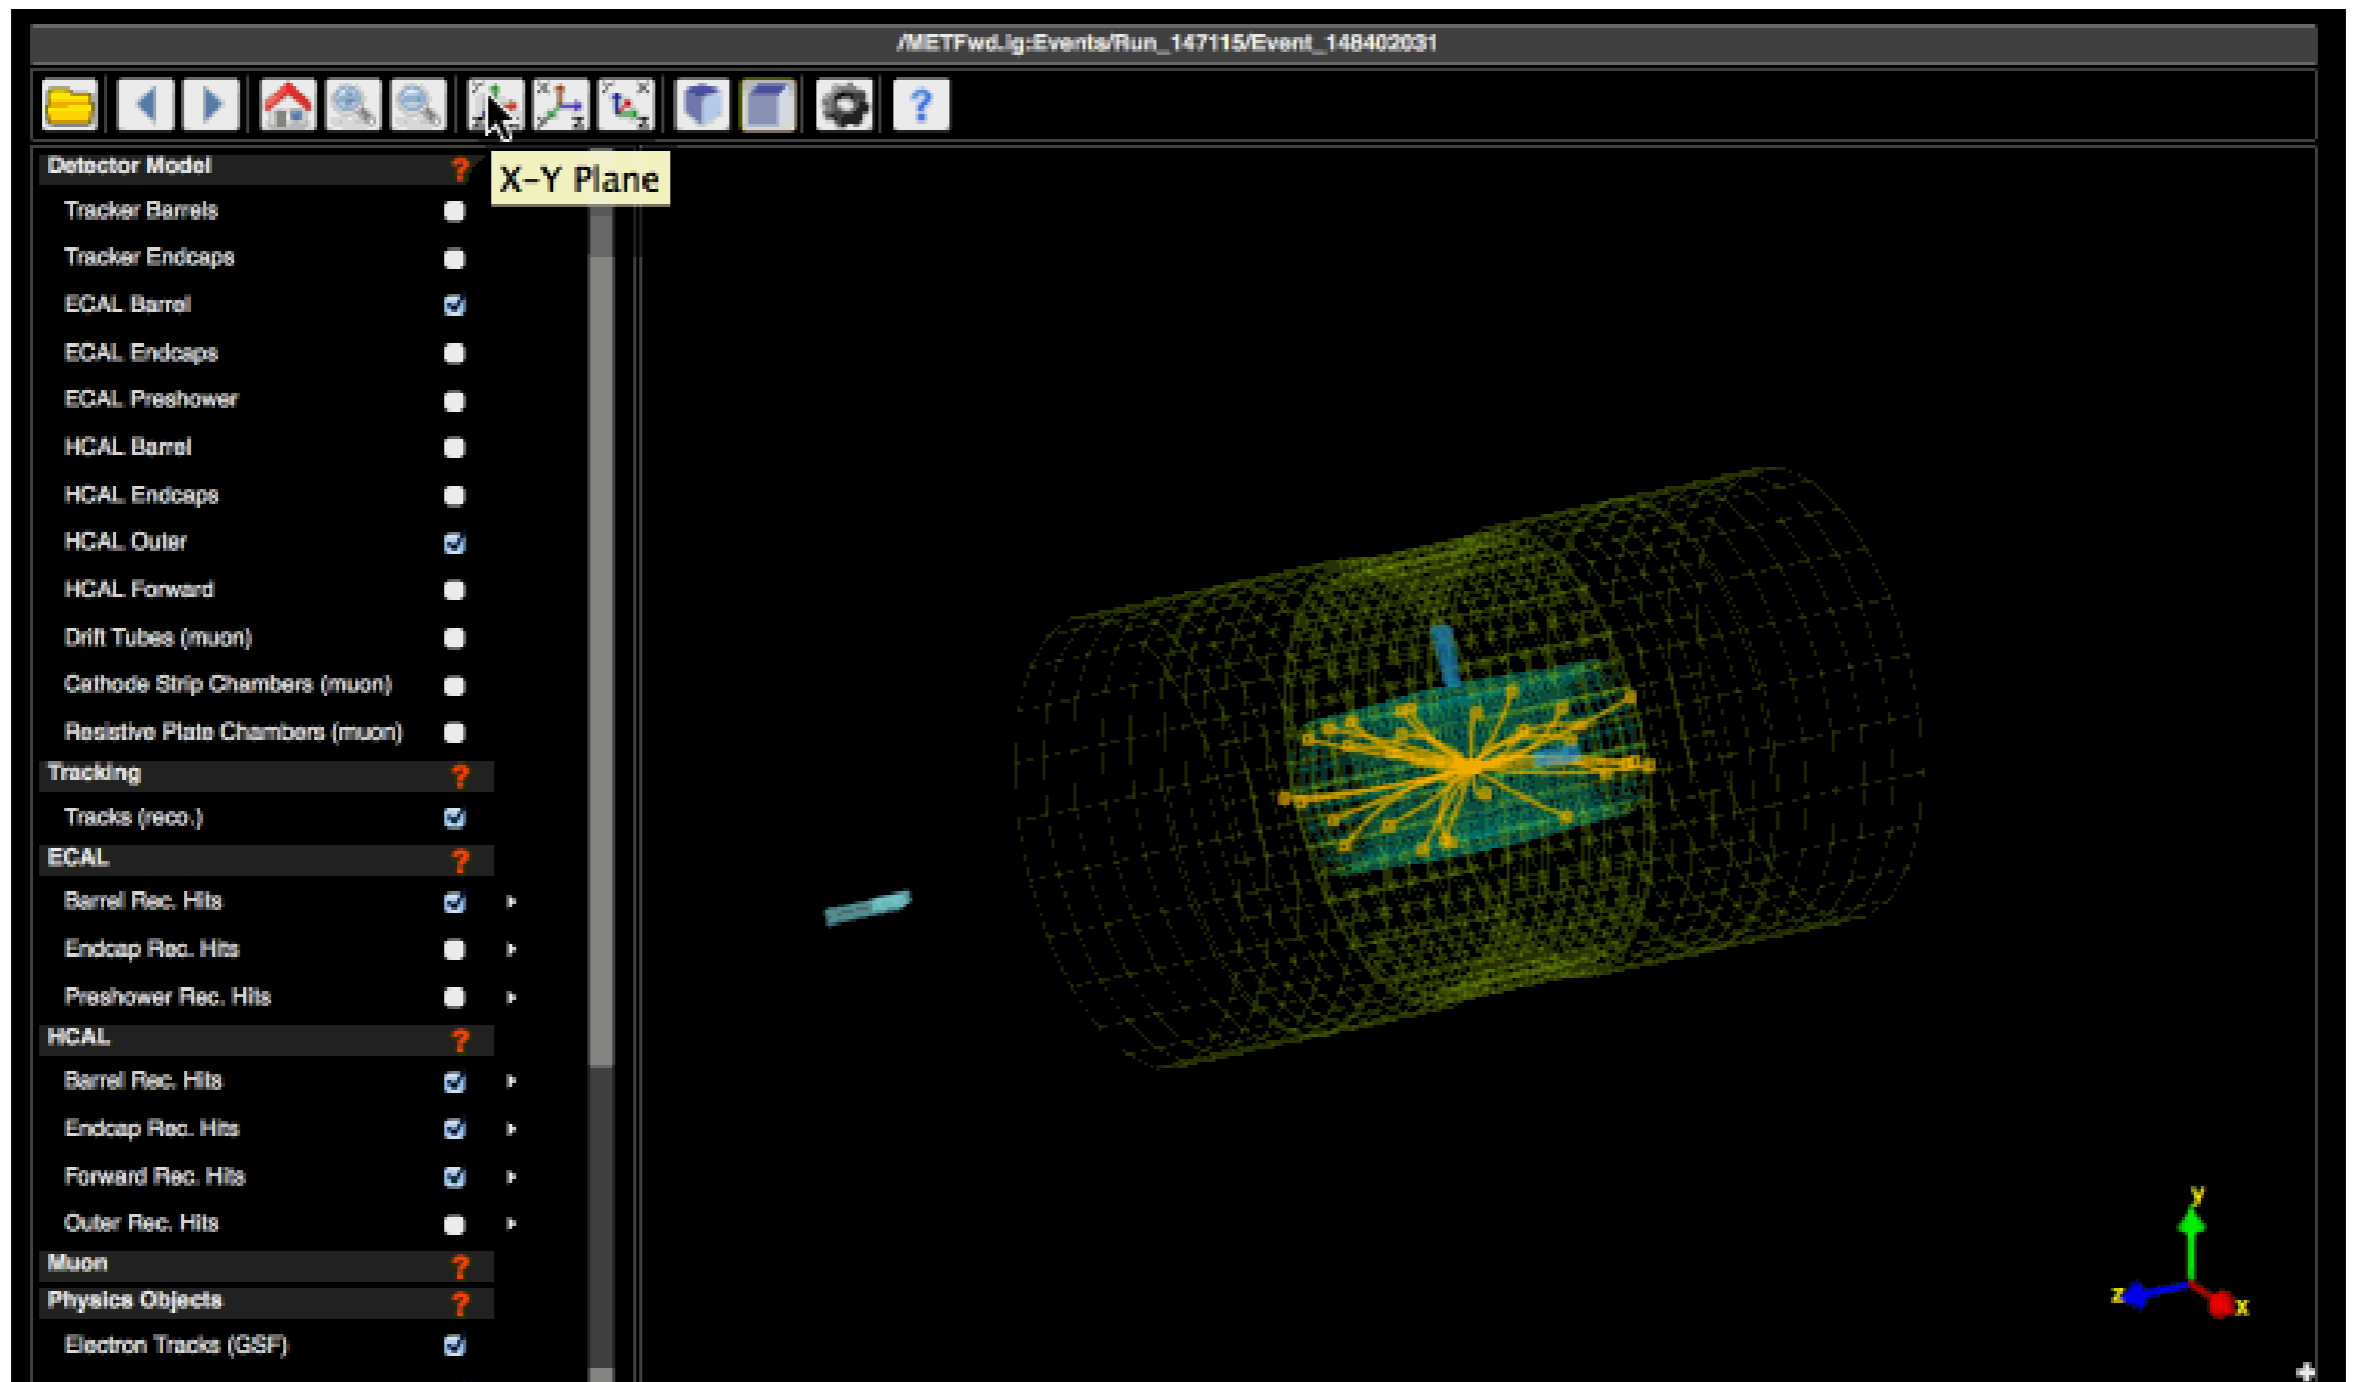 /METFwd.ig:Events/Run_147115/Event_148402031
X-Y Plane
Detector Model ?
Tracker Barrels
Tracker Endcaps
ECAL Barrel
ECAL Endcaps
ECAL Preshower
HCAL Barrel
HCAL Endcaps
HCAL Outer
HCAL Forward
Drift Tubes (muon)
Cathode Strip Chambers (muon)
Resistive Plate Chambers (muon)
Tracking ?
Tracks (reco.)
ECAL ?
Barrel Rec. Hits
Endcap Rec. Hits
Preshower Rec. Hits
HCAL ?
Barrel Rec. Hits
Endcap Rec. Hits
Forward Rec. Hits
Outer Rec. Hits
Muon ?
Physics Objects ?
Electron Tracks (GSF)
y
z
x